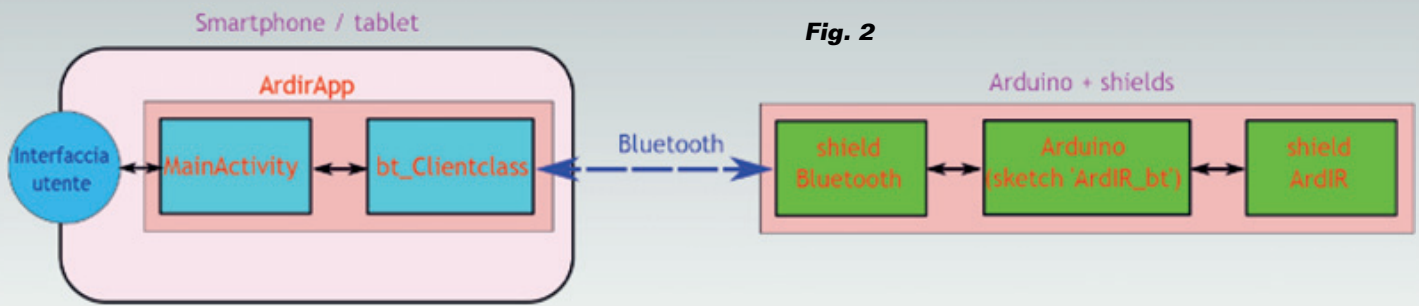 Smartphone / tablet
Fig. 2
ArdirApp
Arduino + shields
Interfaccia
utente
MainActivity
bt_Clientclass
Bluetooth
shield
Bluetooth
Arduino
(sketch 'ArdIR_bt')
shield
ArdIR